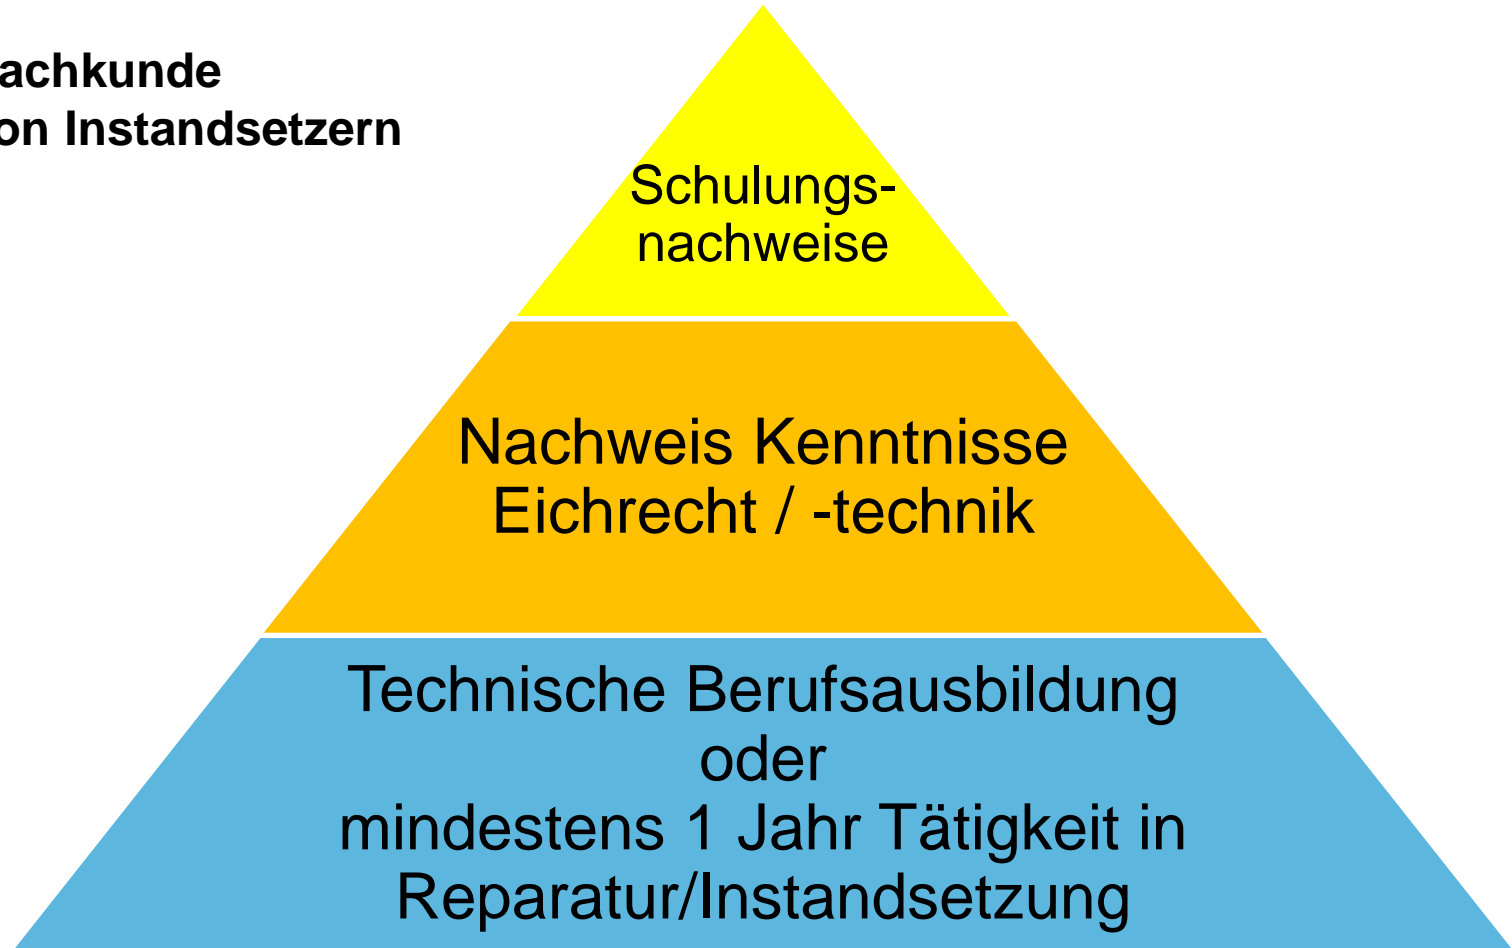 achkunde
on Instandsetzern
Schulungs-
nachweise
Nachweis Kenntnisse
Eichrecht / -technik
Technische Berufsausbildung
oder
mindestens 1 Jahr Tätigkeit in
Reparatur/Instandsetzung